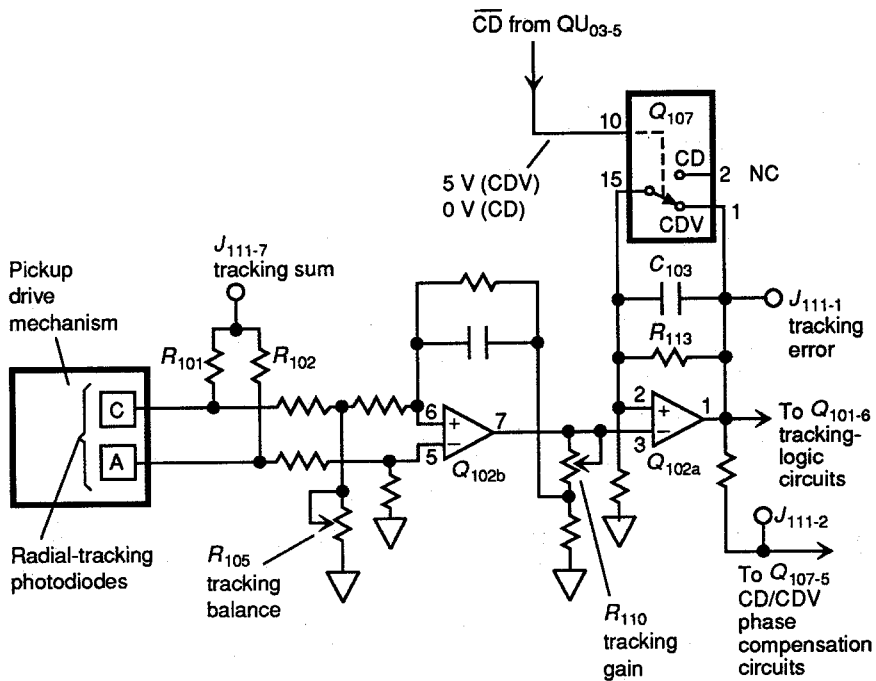 CD from QU03-5
Q107
10
CD
2 NC
15
5 V (CDV)
0 V (CD)
CDV
1
J111-7
tracking sum
Pickup
drive
mechanism
C103
J111-1
tracking
error
R101
R102
R113
C
6
+
7
2
+
1
To Q101-6
tracking-
logic
circuits
A
5
–
Q102b
3
–
Q102a
J111-2
Radial-tracking
photodiodes
R105
tracking
balance
R110
tracking
gain
To Q107-5
CD/CDV
phase
compensation
circuits